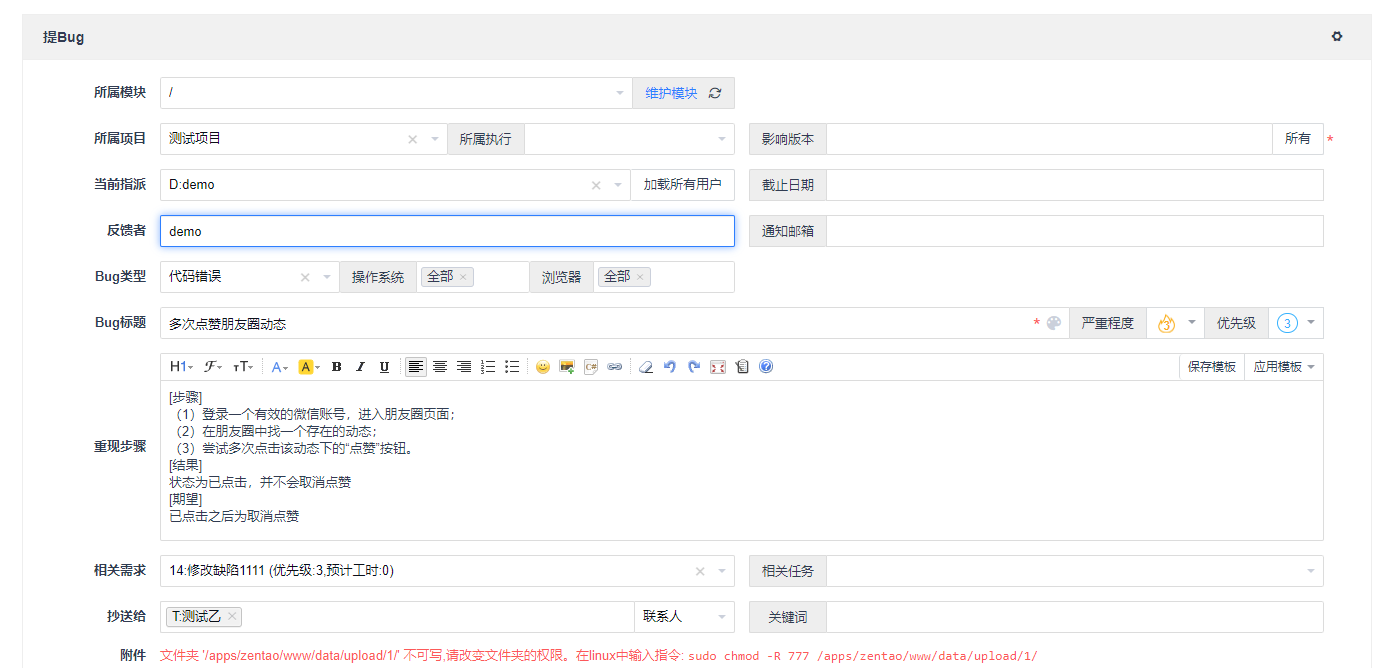 提Bug
所属模块 / 维护模块
所属项目 测试项目 所属执行 影响版本 所有 *
当前指派 D:demo 加载所有用户 截止日期
反馈者 demo 通知邮箱
Bug类型 代码错误 操作系统 全部 × 浏览器 全部 ×
Bug标题 多次点赞朋友圈动态 * 严重程度 3 优先级 3
H1 F TT A A B I U C# 保存模板 应用模板
重现步骤
[步骤]
（1）登录一个有效的微信账号，进入朋友圈页面；
（2）在朋友圈中找一个存在的动态；
（3）尝试多次点击该动态下的“点赞”按钮。
[结果]
状态为已点击，并不会取消点赞
[期望]
已点击之后为取消点赞
相关需求 14:修改缺陷1111 (优先级:3,预计工时:0) 相关任务
抄送给 T:测试乙 × 联系人 关键词
附件 文件夹 '/apps/zentao/www/data/upload/1/' 不可写,请改变文件夹的权限。在linux中输入指令: sudo chmod -R 777 /apps/zentao/www/data/upload/1/